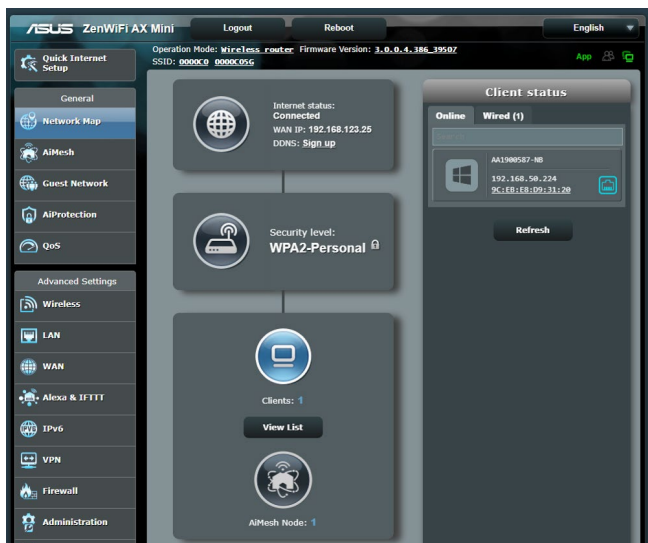 ASUS ZenWiFi AX Mini Logout Reboot English
Operation Mode: Wireless router Firmware Version: 3.0.0.4.386_39507
SSID: 0000C0 0000C05G
App
Quick Internet
Setup
General
Network Map
AiMesh
Guest Network
AiProtection
QoS
Advanced Settings
Wireless
LAN
WAN
Alexa & IFTTT
IPv6
VPN
Firewall
Administration
Internet status:
Connected
WAN IP: 192.168.123.25
DDNS: Sign up
Security level:
WPA2-Personal
Clients: 1
View List
AiMesh Node: 1
Client status
Online Wired (1)
AA1900587-NB
192.168.50.224
9C:EB:E8:D9:31:20
Refresh